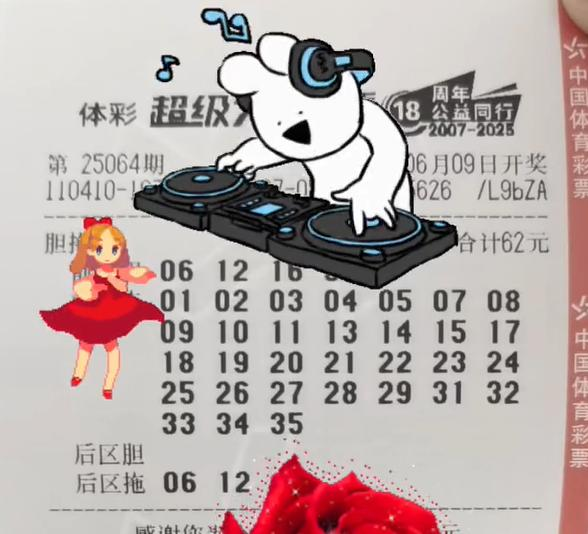 体彩 超级
18 周年
公益同行
2007-2025
第 25064期
06月09日开奖
110410-10
626 /L9bZA
合计62元
06 12 16
01 02 03 04 05 07 08
09 10 11 13 14 15 17
18 19 20 21 22 23 24
25 26 27 28 29 31 32
33 34 35
后区胆
后区拖 06 12
感谢您
中国体育彩票
中国体育彩票